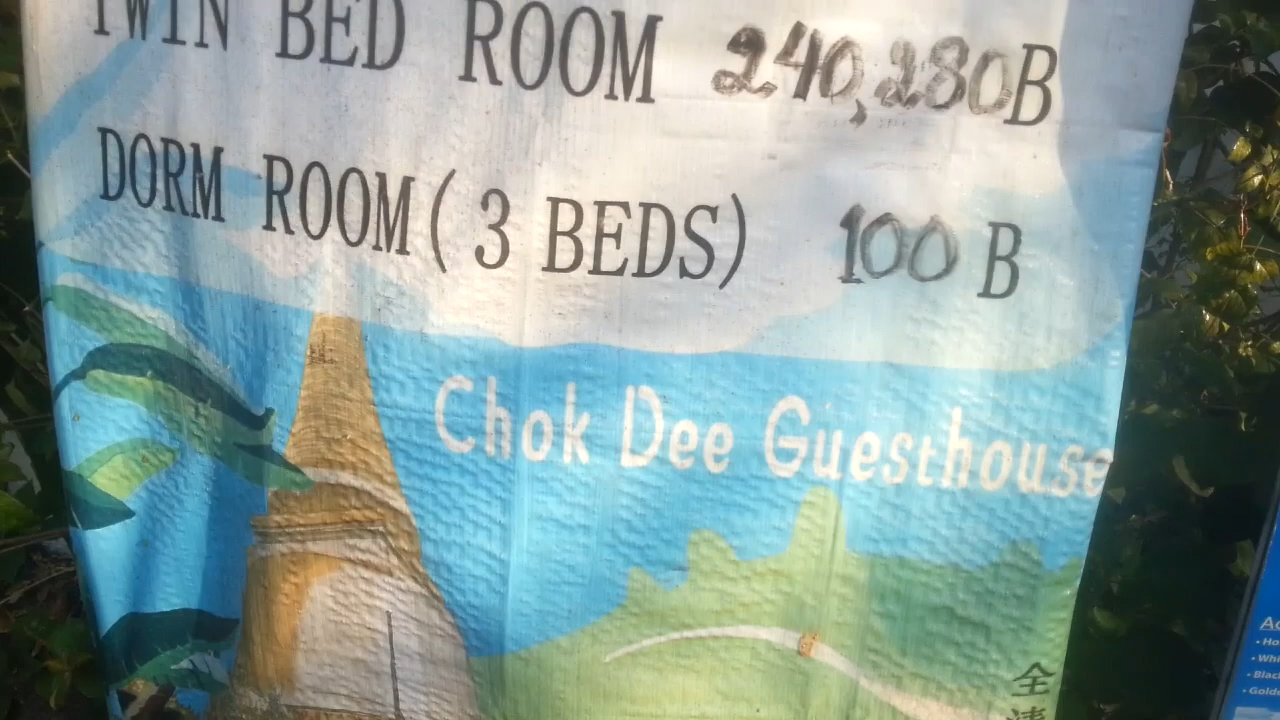 TWIN BED ROOM 240,280B
DORM ROOM ( 3 BEDS) 100 B
Chok Dee Guesthouse
全